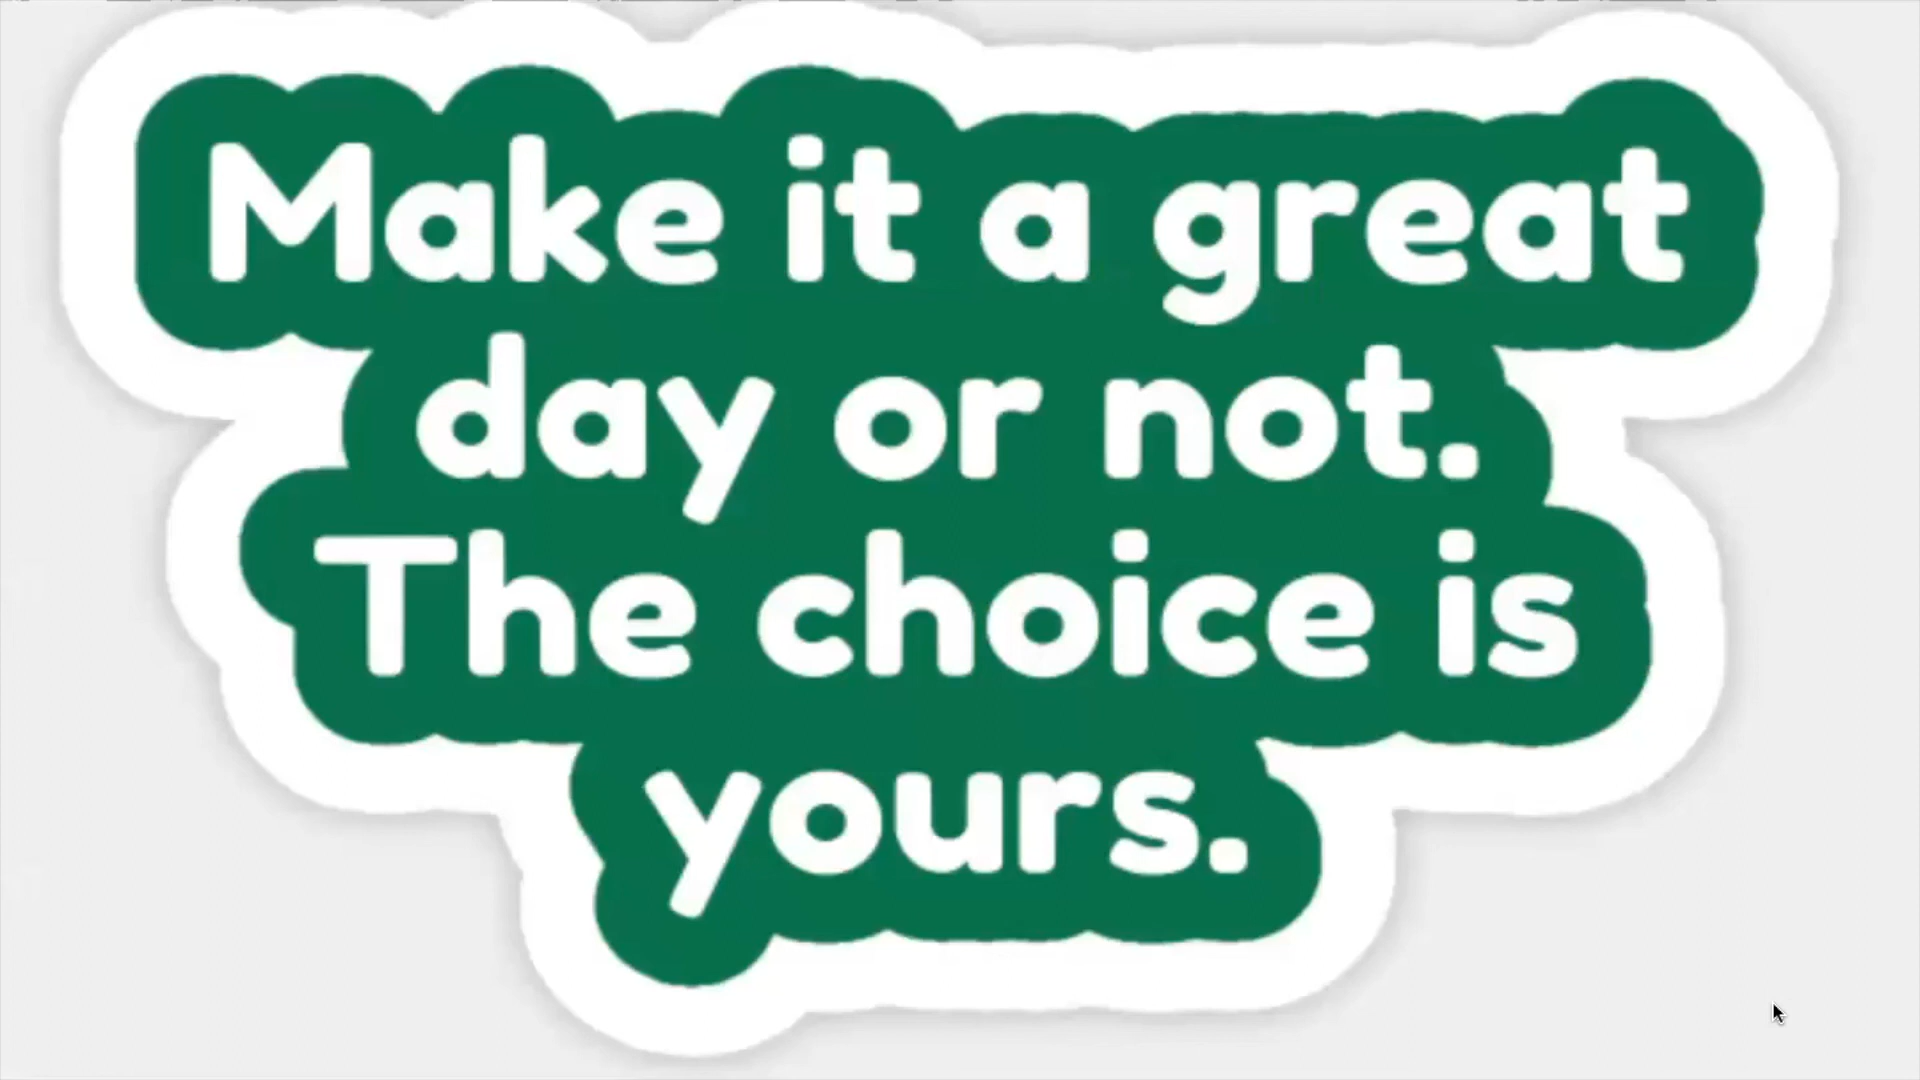 Make it a great
day or not.
The choice is
yours.